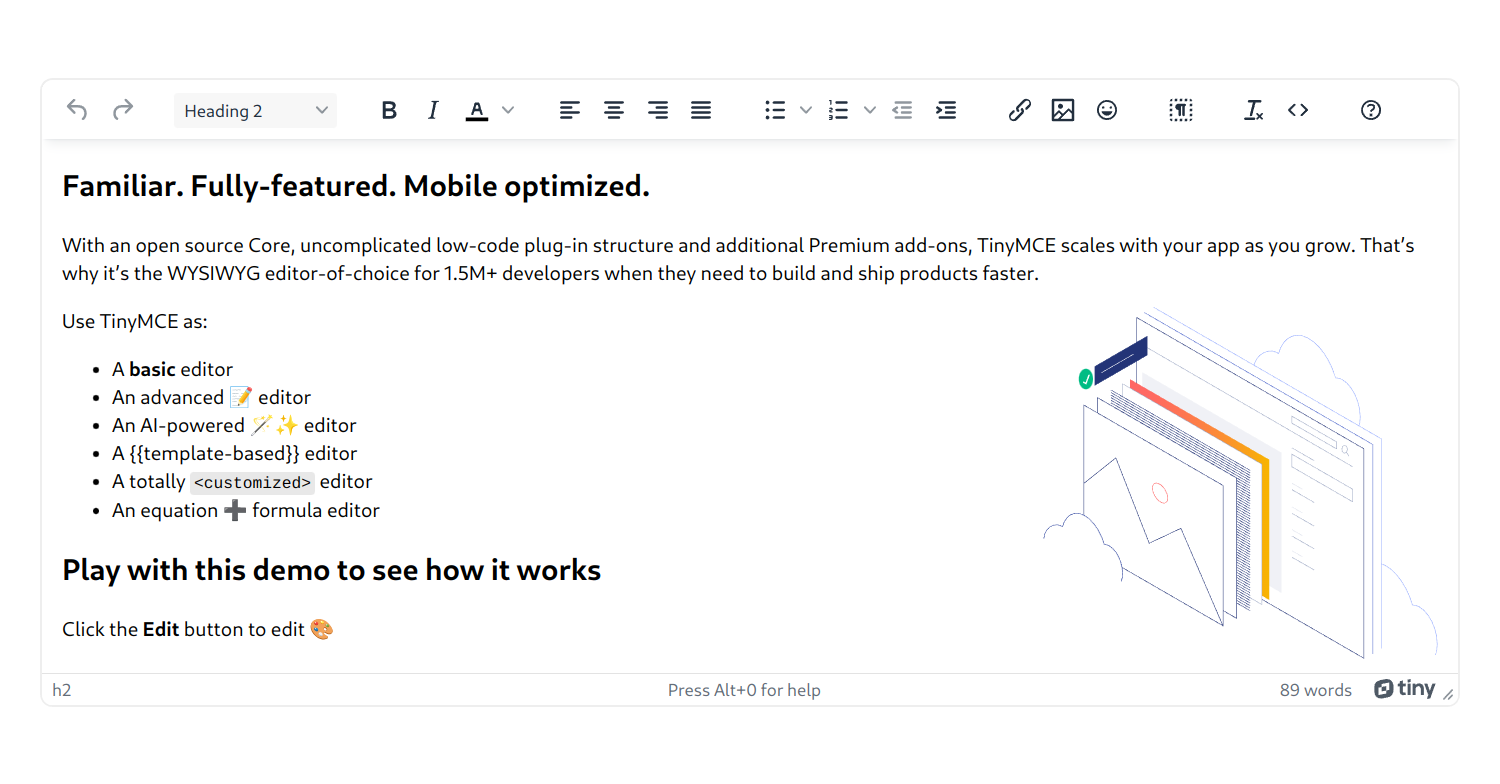 Heading 2
Familiar. Fully-featured. Mobile optimized.
With an open source Core, uncomplicated low-code plug-in structure and additional Premium add-ons, TinyMCE scales with your app as you grow. That’s
why it’s the WYSIWYG editor-of-choice for 1.5M+ developers when they need to build and ship products faster.
Use TinyMCE as:
• A basic editor
• An advanced 📝 editor
• An AI-powered 🪄✨ editor
• A {{template-based}} editor
• A totally <customized> editor
• An equation ➕ formula editor
Play with this demo to see how it works
Click the Edit button to edit 🎨
h2 Press Alt+0 for help 89 words tiny